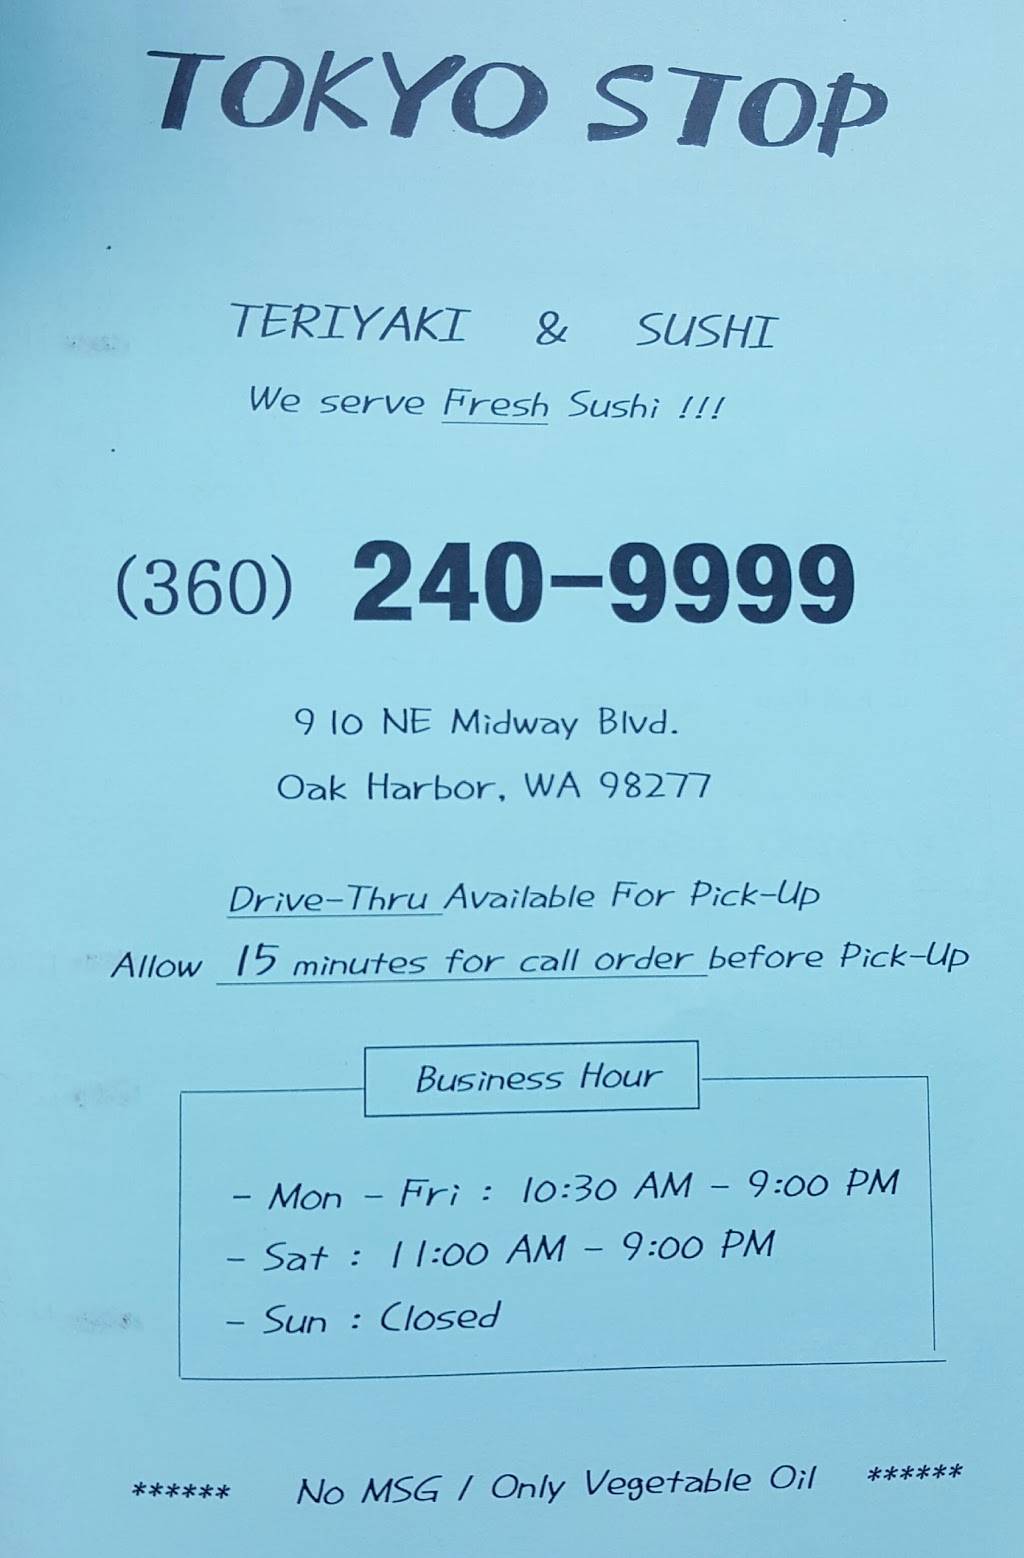 TOKYO STOP
TERIYAKI & SUSHI
We serve Fresh Sushi !!!
(360) 240-9999
910 NE Midway Blvd.
Oak Harbor, WA 98277
Drive-Thru Available For Pick-Up
Allow 15 minutes for call order before Pick-Up
Business Hour
- Mon - Fri : 10:30 AM - 9:00 PM
- Sat : 11:00 AM - 9:00 PM
- Sun : Closed
****** No MSG / Only Vegetable Oil ******